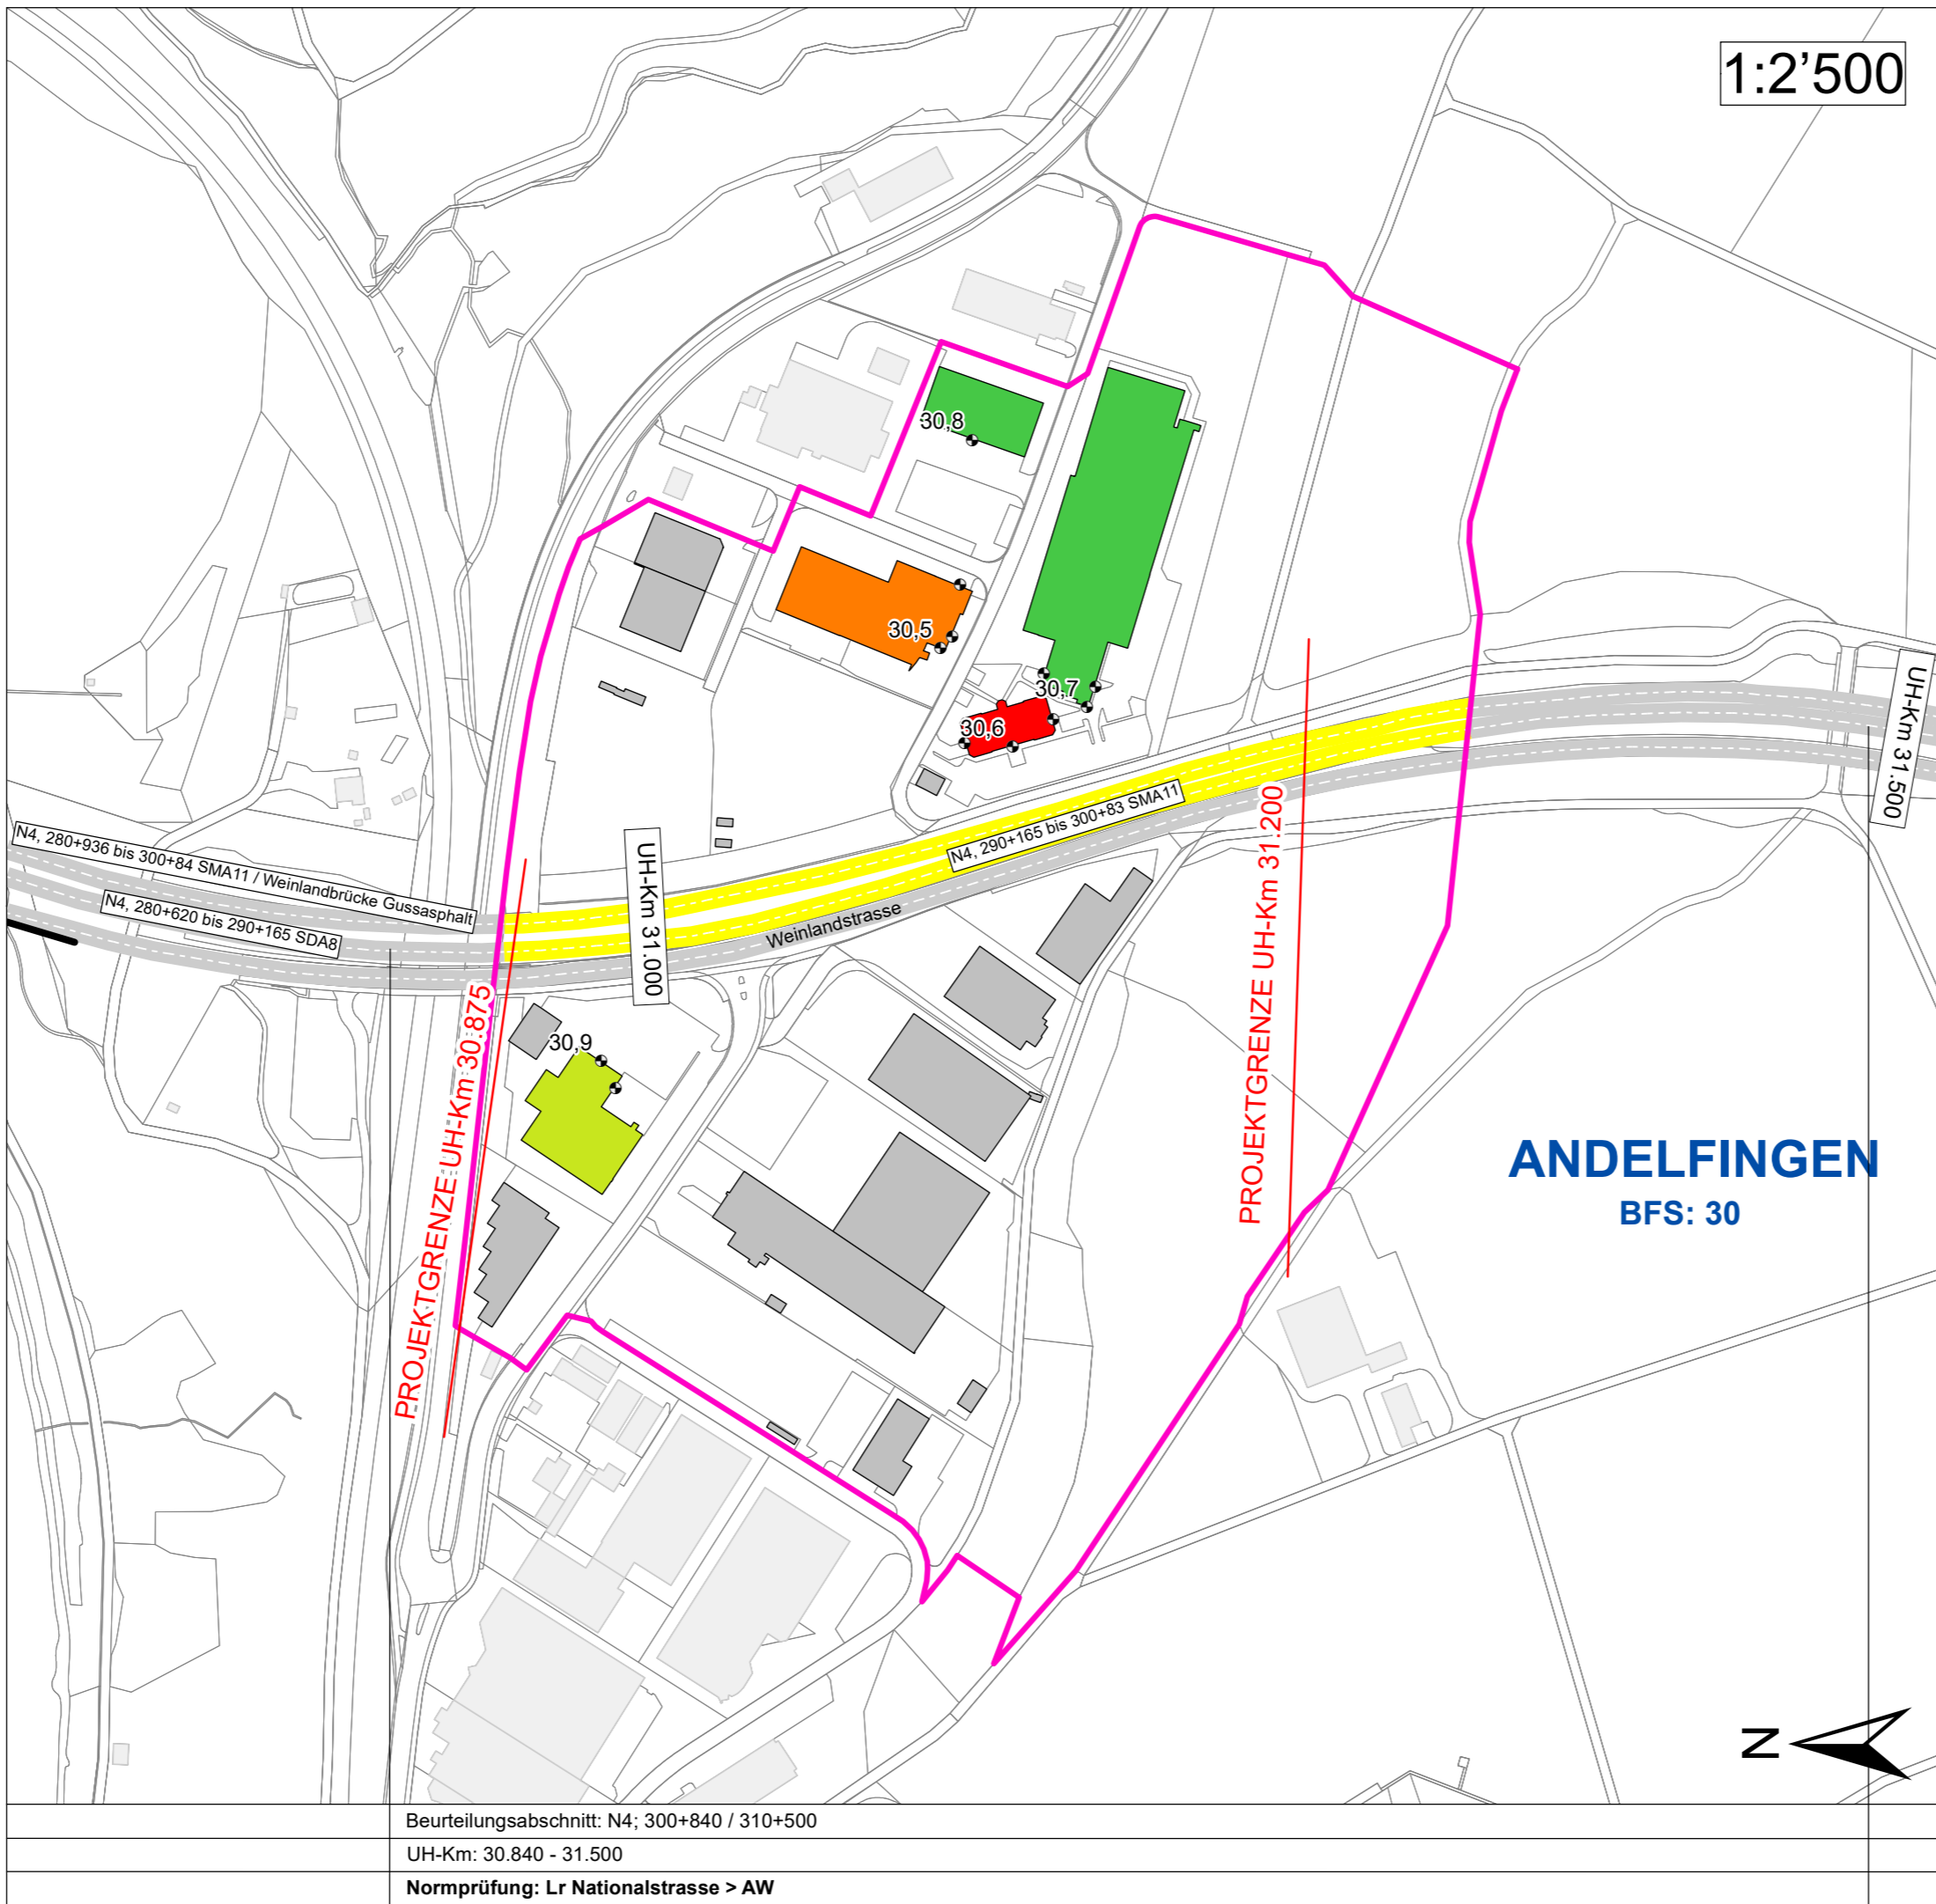 1:2'500
30,8
30,5
30,7
30,6
UH-Km 31.500
N4, 290+165 bis 300+83 SMA11
PROJEKTGRENZE UH-Km 31.200
N4, 280+936 bis 300+84 SMA11 / Weinlandbrücke Gussasphalt
UH-Km 31.000
N4, 280+620 bis 290+165 SDA8
Weinlandstrasse
PROJEKTGRENZE UH-Km 30.875
30,9
ANDELFINGEN
BFS: 30
N
Beurteilungsabschnitt: N4; 300+840 / 310+500
UH-Km: 30.840 - 31.500
Normprüfung: Lr Nationalstrasse > AW